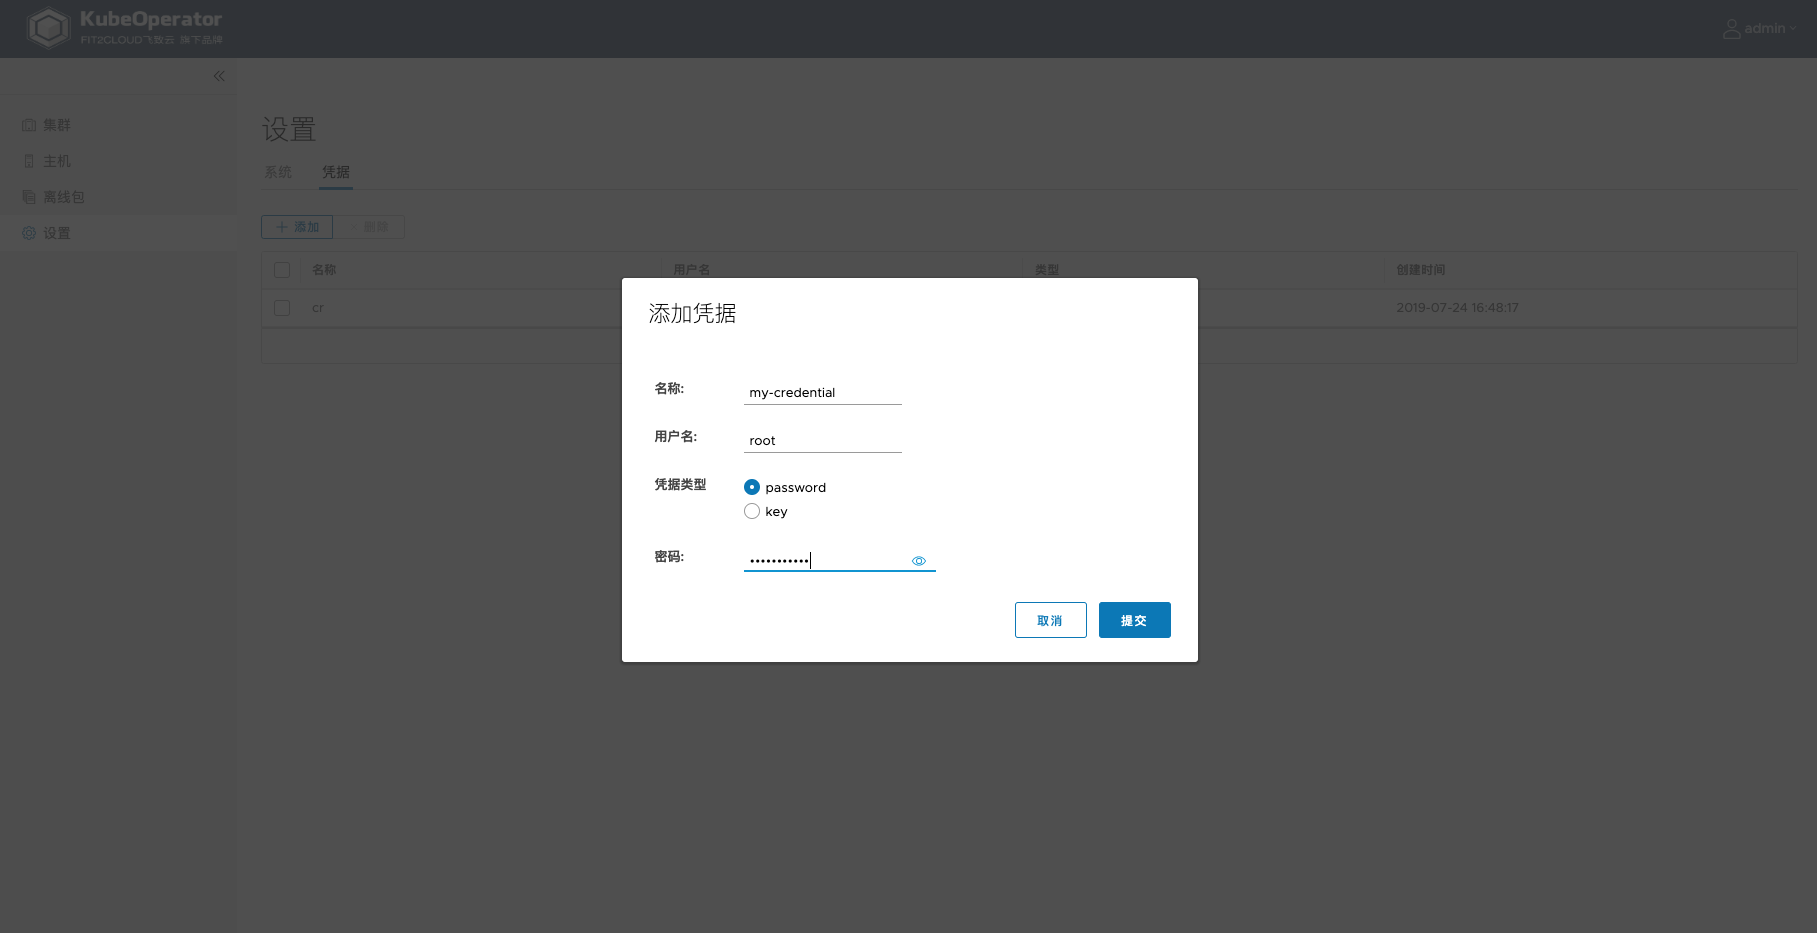 KubeOperator
FIT2CLOUD飞致云 旗下品牌
admin
集群
主机
离线包
设置
设置
系统 凭据
添加 删除
名称 用户名 类型 创建时间
cr 2019-07-24 16:48:17
添加凭据
名称: my-credential
用户名: root
凭据类型 password
key
密码: •••••••••••
取消 提交